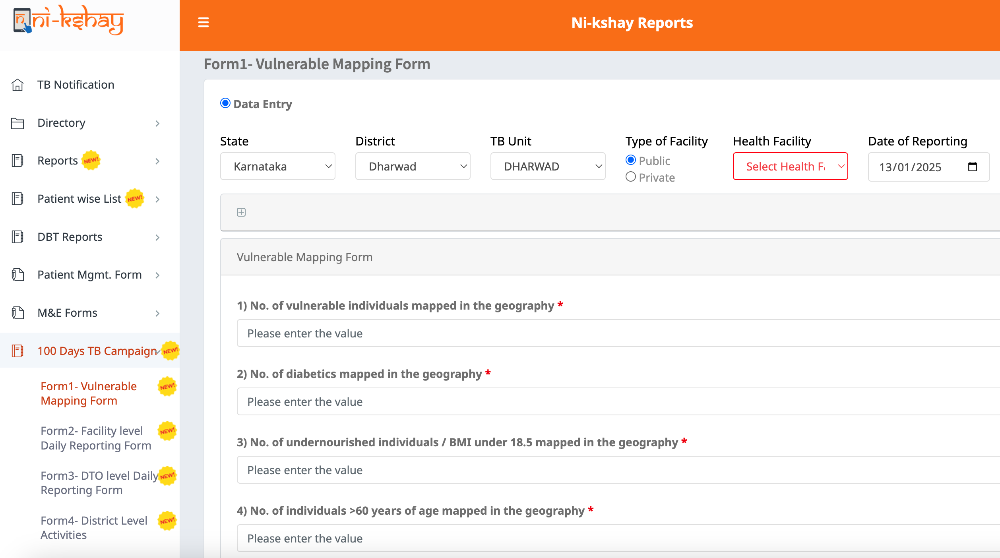 ni-kshay
Ni-kshay Reports
TB Notification
Directory
Reports NEW!
Patient wise List NEW!
DBT Reports
Patient Mgmt. Form
M&E Forms
100 Days TB Campaign NEW!
Form1- Vulnerable NEW!
Mapping Form
Form2- Facility level NEW!
Daily Reporting Form
Form3- DTO level Daily NEW!
Reporting Form
Form4- District Level NEW!
Activities
Form1- Vulnerable Mapping Form
Data Entry
State District TB Unit Type of Facility Health Facility Date of Reporting
Karnataka Dharwad DHARWAD Public Select Health Fa 13/01/2025
Private
Vulnerable Mapping Form
1) No. of vulnerable individuals mapped in the geography *
Please enter the value
2) No. of diabetics mapped in the geography *
Please enter the value
3) No. of undernourished individuals / BMI under 18.5 mapped in the geography *
Please enter the value
4) No. of individuals >60 years of age mapped in the geography *
Please enter the value